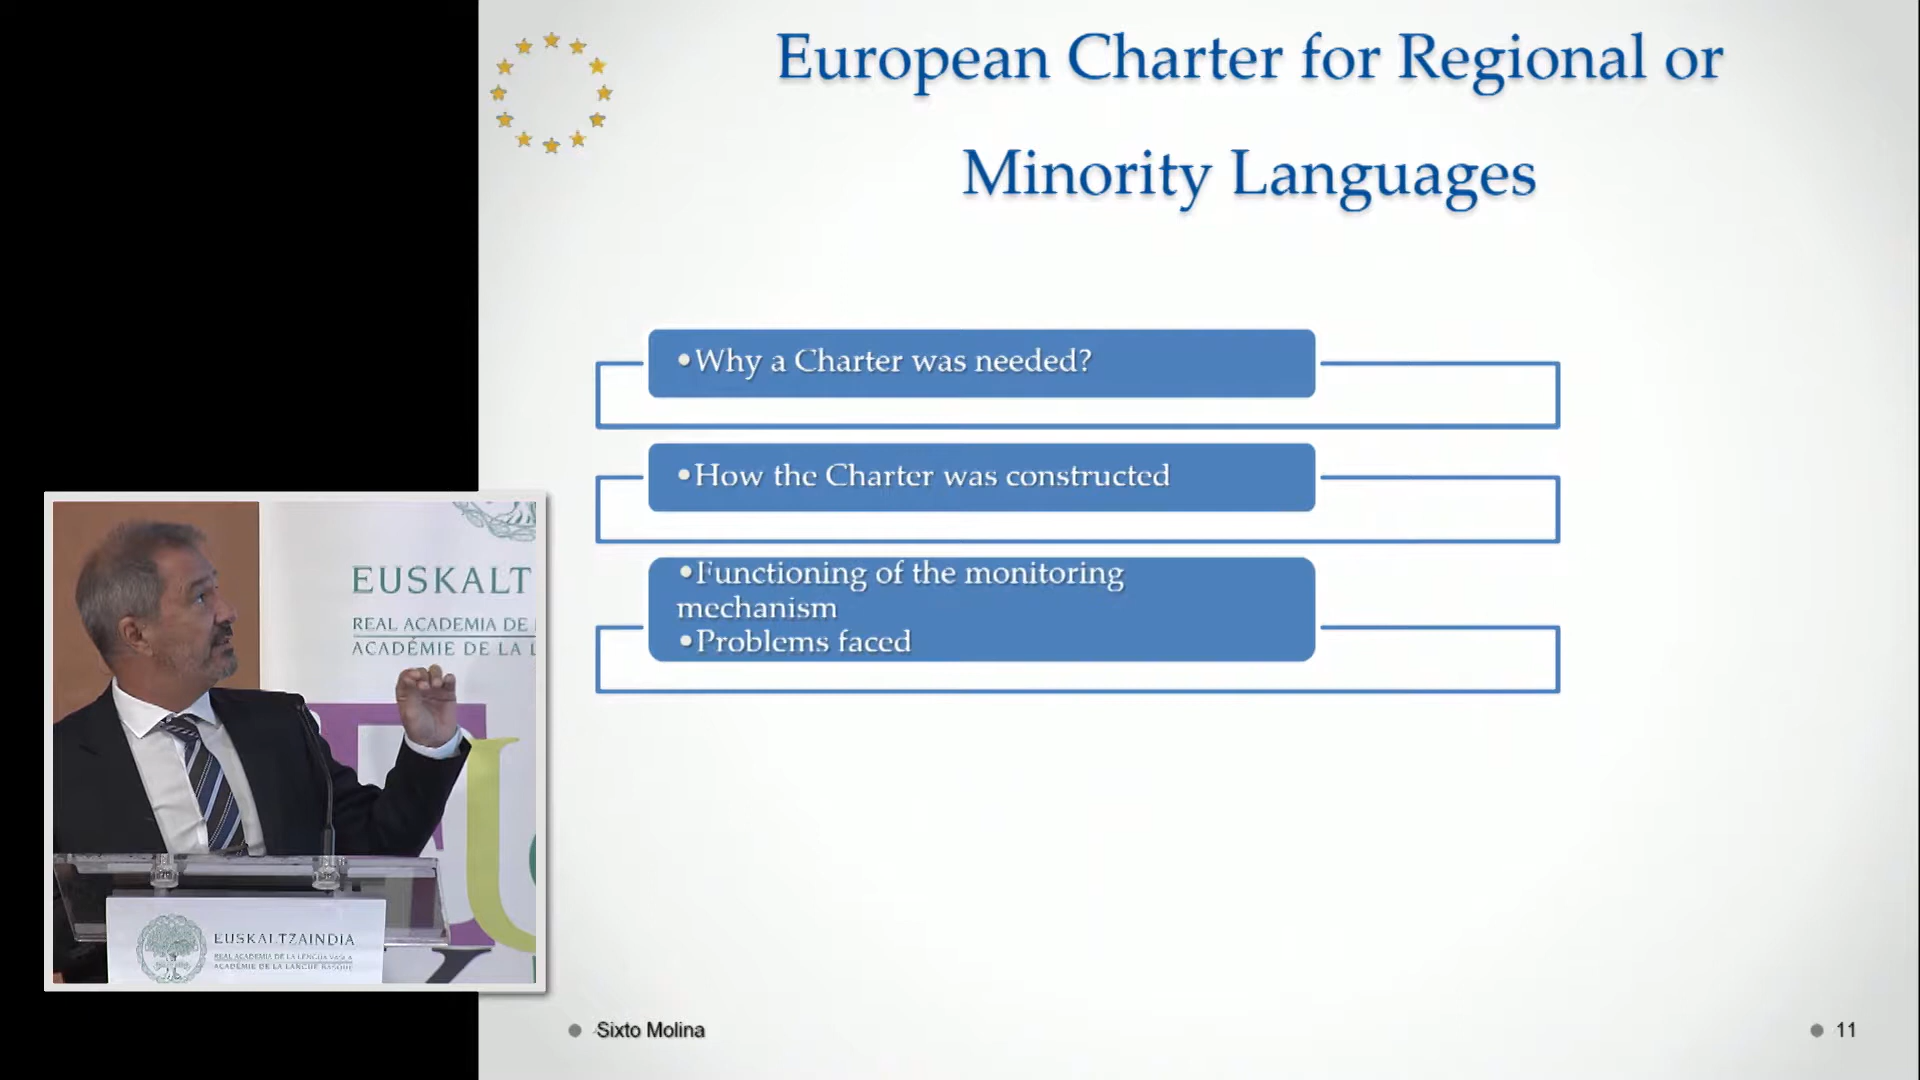 European Charter for Regional or
Minority Languages
•Why a Charter was needed?
•How the Charter was constructed
•Functioning of the monitoring
mechanism
•Problems faced
EUSKALT
REAL ACADEMIA DE
ACADÉMIE DE LA L
EUSKALTZAINDIA
REAL ACADEMIA DE LA LENGUA VASCA
ACADÉMIE DE LA LANGUE BASQUE
Sixto Molina
11